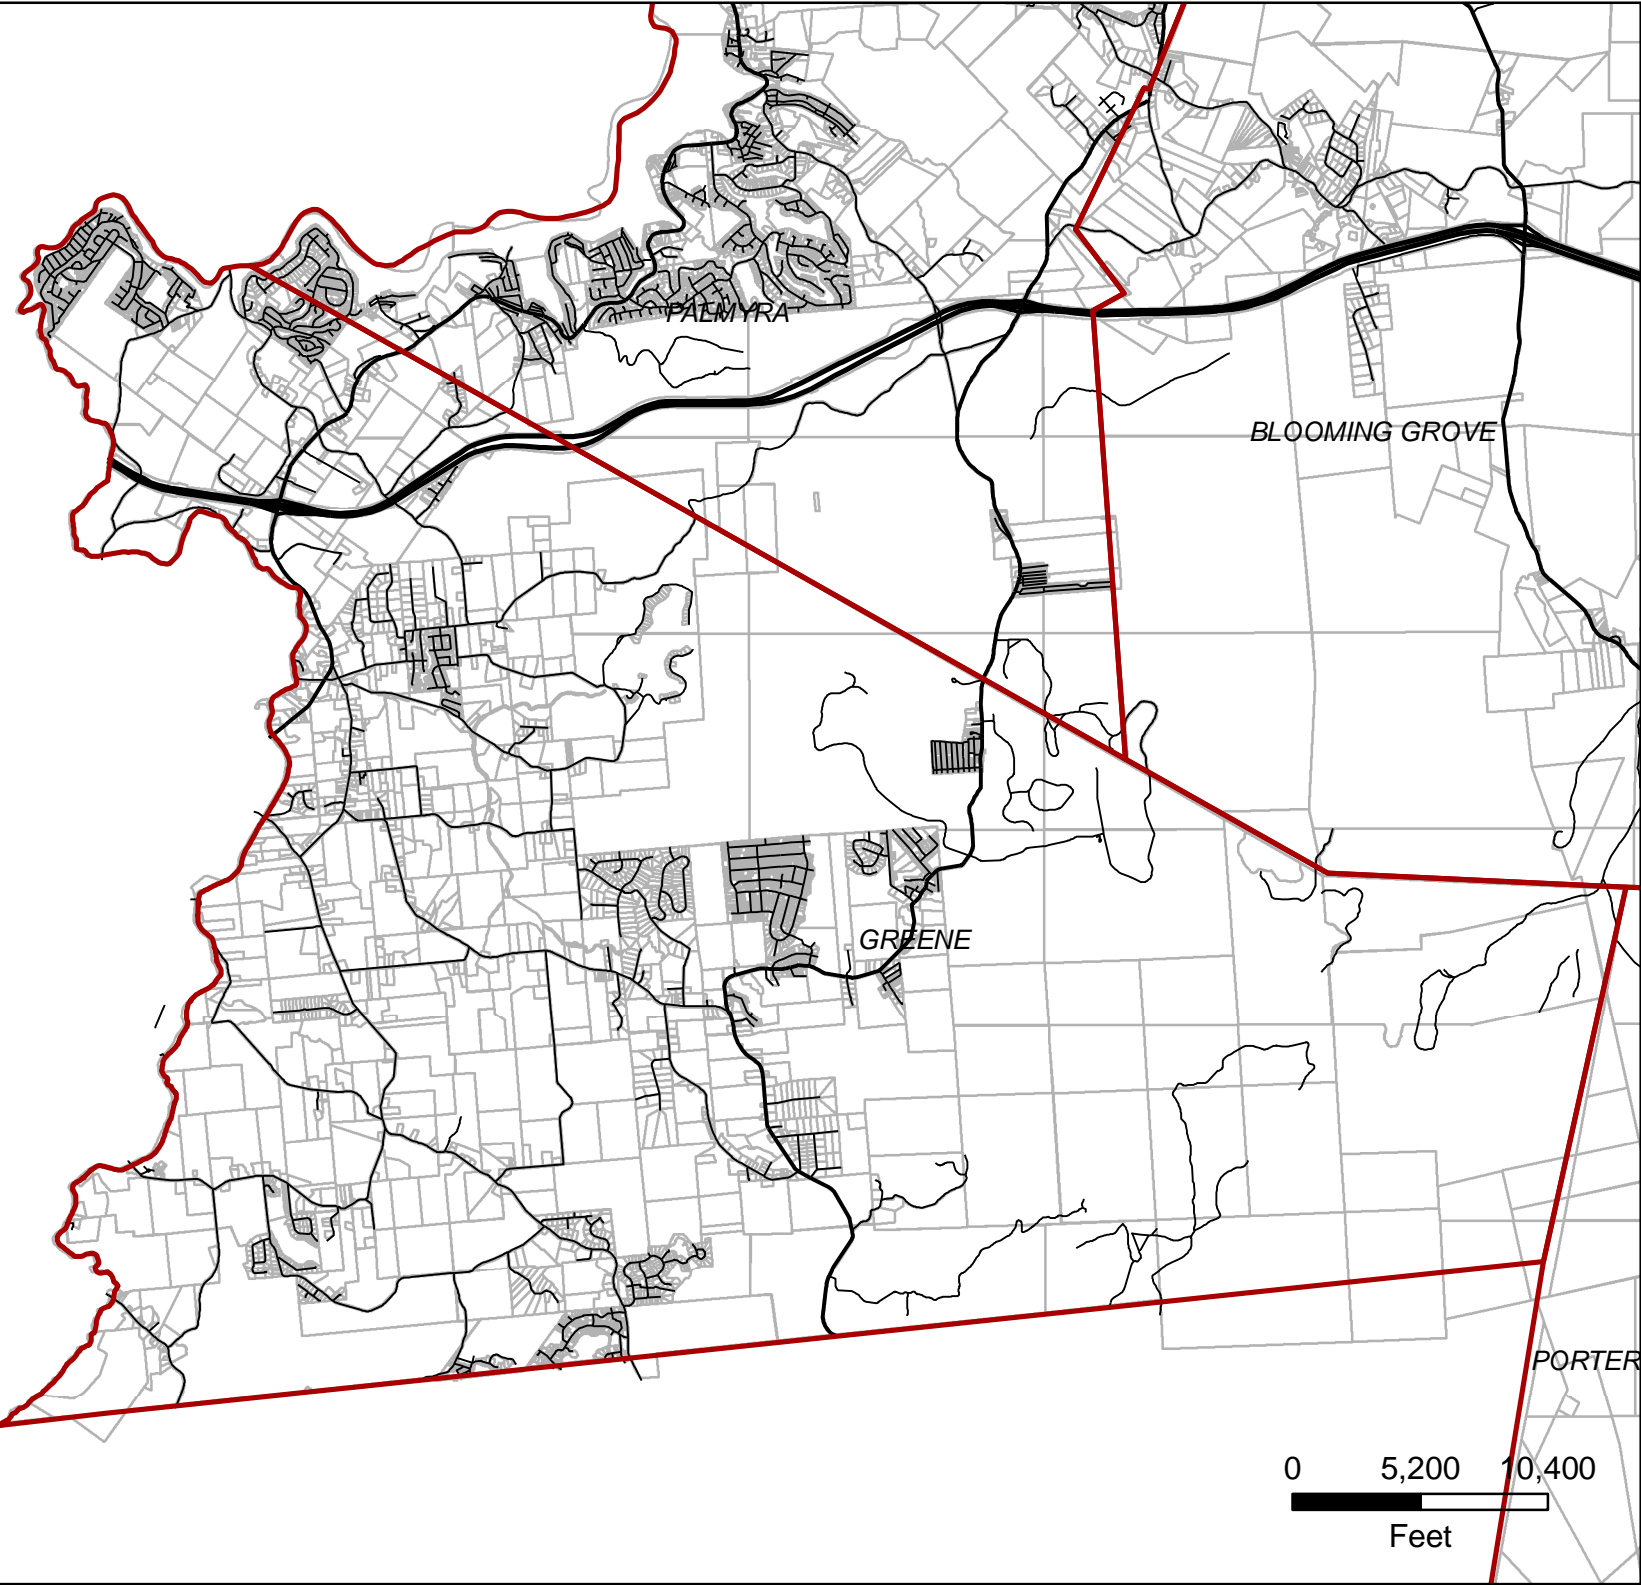 PALMYRA
BLOOMING GROVE
GREENE
PORTER
0 5,200 10,400
Feet